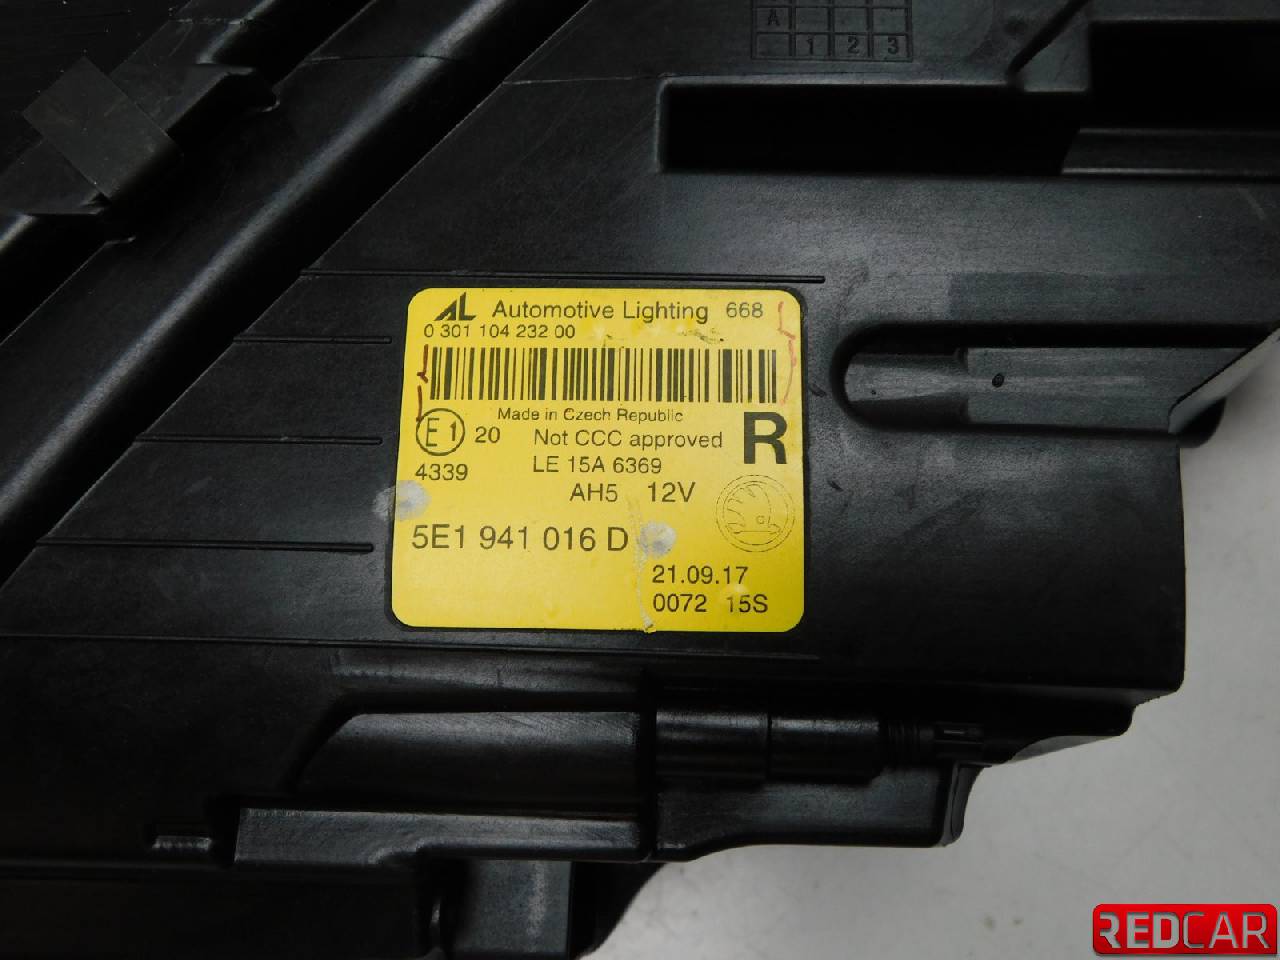 A
1 2 3
AL Automotive Lighting 668
0 301 104 232 00
Made in Czech Republic
E1 20 Not CCC approved R
4339 LE 15A 6369
AH5 12V
5E1 941 016 D
21.09.17
0072 15S
REDCAR